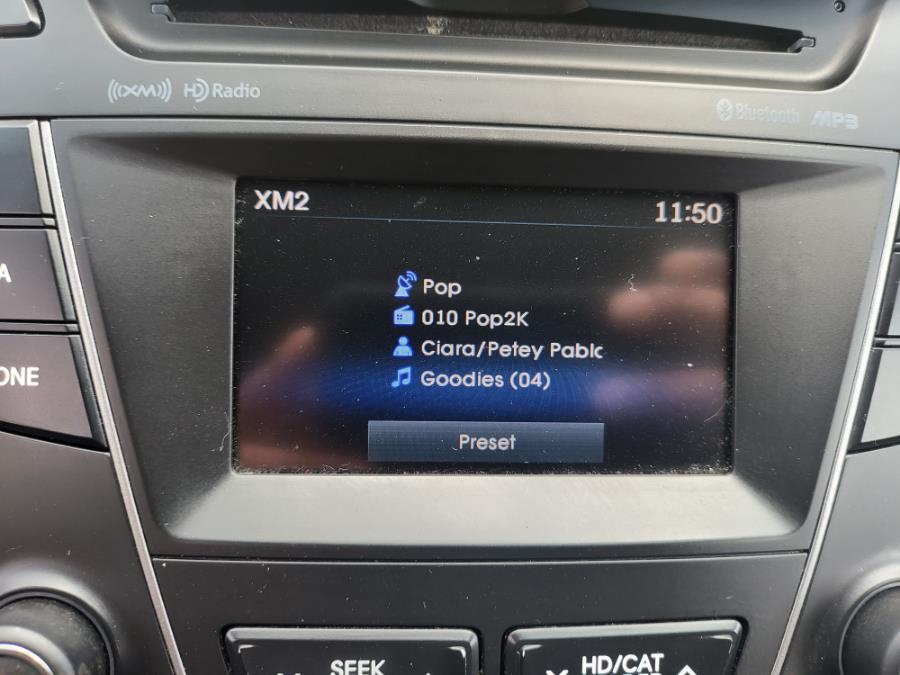 ((XM)) HD Radio
Bluetooth MP3
XM2 11:50
A
Pop
010 Pop2K
Ciara/Petey Pablc
ONE
Goodies (04)
Preset
SEEK
HD/CAT